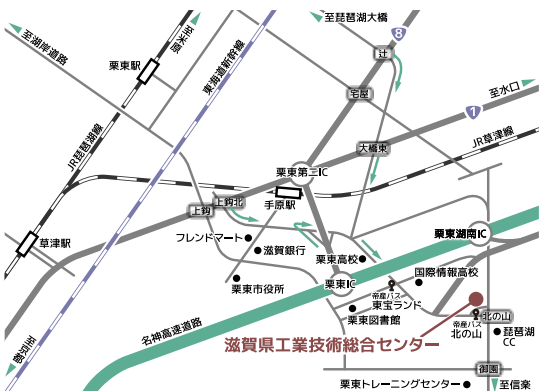 至琵琶湖大橋
至湖岸道路
至米原
東海道新幹線
8
辻
栗東駅
宅屋
至水口
1
JR琵琶湖線
大橋東
JR草津線
栗東第二IC
手原駅
上鈎北
上鈎
草津駅
フレンドマート
滋賀銀行
栗東高校
栗東湖南IC
栗東市役所
栗東IC
国際情報高校
帝産バス
東宝ランド
栗東図書館
帝産バス
北の山
北の山
琵琶湖
CC
名神高速道路
至京都
滋賀県工業技術総合センター
御園
栗東トレーニングセンター
至信楽